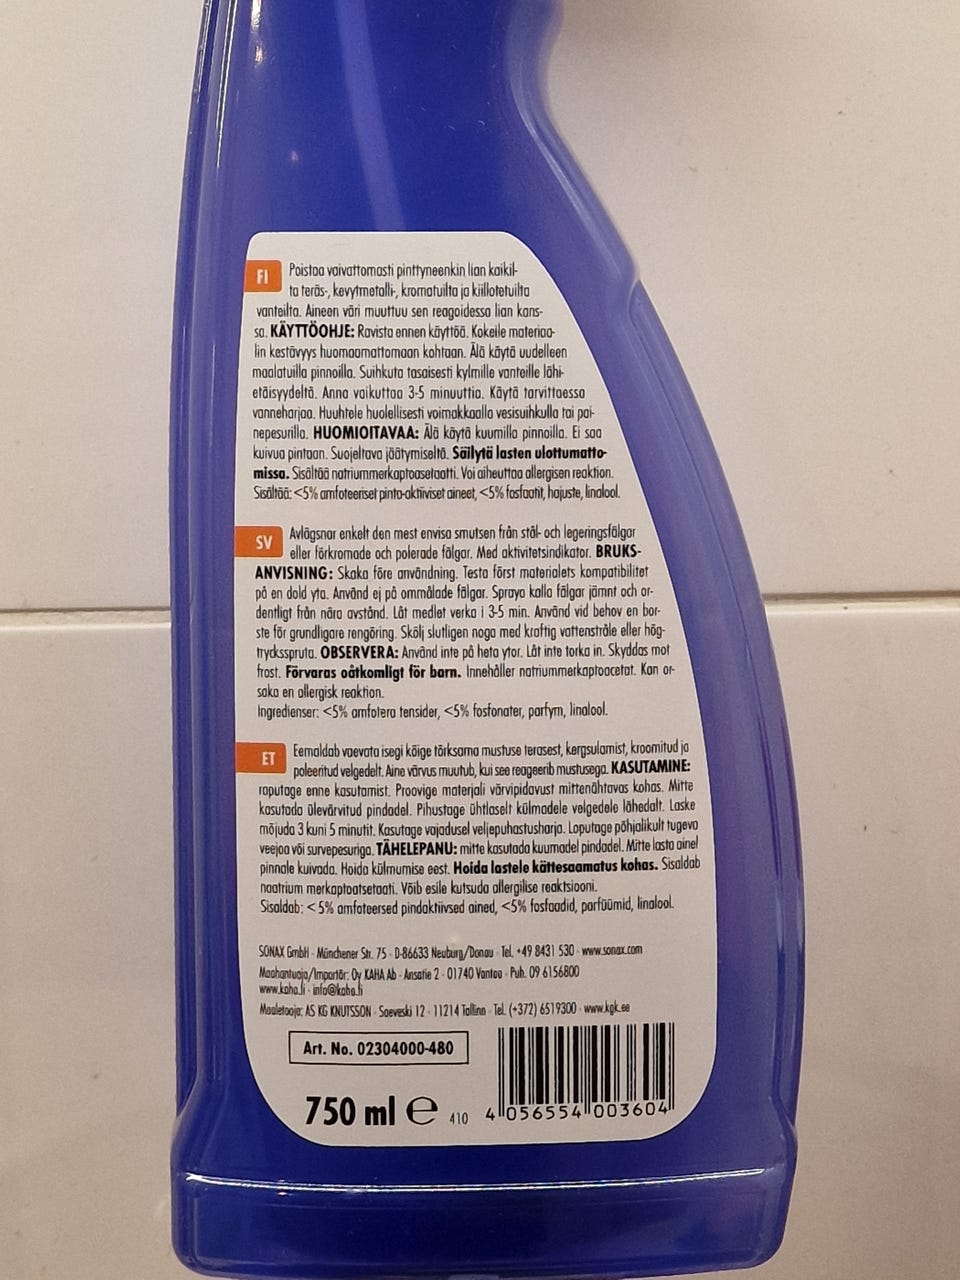 FI Poistaa vaivattomasti pinttyneenkin lian kaikil-
ta teräs-, kevytmetalli-, kromatuilta ja kiillotetuilta
vanteilta. Aineen väri muuttuu sen reagoidessa lian kans-
sa. KÄYTTÖOHJE: Ravista ennen käyttöä. Kokeile materiaa-
lin kestävyys huomaamattomaan kohtaan. Älä käytä uudelleen
maalatuilla pinnoilla. Suihkuta tasaisesti kylmille vanteille lähi-
etäisyydeltä. Anna vaikuttaa 3-5 minuuttia. Käytä tarvittaessa
vanneharjaa. Huuhtele huolellisesti voimakkaalla vesisuihkulla tai pai-
nepesurilla. HUOMIOITAVAA: Älä käytä kuumilla pinnoilla. Ei saa
kuivua pintaan. Suojeltava jäätymiseltä. Säilytä lasten ulottumatto-
missa. Sisältää natriummerkaptoasetaatti. Voi aiheuttaa allergisen reaktion.
Sisältää: <5% amfoteeriset pinta-aktiiviset aineet, <5% fosfaatit, hajuste, linalool.
SV Avlägsnar enkelt den mest envisa smutsen från stål- och legeringsfälgar
eller förkromade och polerade fälgar. Med aktivitetsindikator. BRUKS-
ANVISNING: Skaka före användning. Testa först materialets kompatibilitet
på en dold yta. Använd ej på ommålade fälgar. Spraya kalla fälgar jämnt och or-
dentligt från nära avstånd. Låt medlet verka i 3-5 min. Använd vid behov en bor-
ste för grundligare rengöring. Skölj slutligen noga med kraftig vattenstråle eller hög-
trycksspruta. OBSERVERA: Använd inte på heta ytor. Låt inte torka in. Skyddas mot
frost. Förvaras oåtkomligt för barn. Innehåller natriummerkaptoacetat. Kan or-
saka en allergisk reaktion.
Ingredienser: <5% amfotera tensider, <5% fosfonater, parfym, linalool.
ET Eemaldab vaevata isegi kõige tõrksama mustuse terasest, kergsulamist, kroomitud ja
poleeritud velgedelt. Aine värvus muutub, kui see reageerib mustusega. KASUTAMINE:
raputage enne kasutamist. Proovige materjali värvipidavust mittenähtavas kohas. Mitte
kasutada ülevärvitud pindadel. Pihustage ühtlaselt külmadele velgedele lähedalt. Laske
mõjuda 3 kuni 5 minutit. Kasutage vajadusel veljepuhastusharja. Loputage põhjalikult tugeva
veejoa või survepesuriga. TÄHELEPANU: mitte kasutada kuumadel pindadel. Mitte lasta ainel
pinnale kuivada. Hoida külmumise eest. Hoida lastele kättesaamatus kohas. Sisaldab
naatrium merkaptoatsetaati. Võib esile kutsuda allergilise reaktsiooni.
Sisaldab: <5% amfoteersed pindaktiivsed ained, <5% fosfaadid, parfüümid, linalool.
SONAX GmbH - Münchener Str. 75 - D-86633 Neuburg/Donau - Tel. +49 8431 530 - www.sonax.com
Maahantuoja/Importör: Oy KAHA Ab - Ansatie 2 - 01740 Vantaa - Puh. 09 6156800
www.kaha.fi - info@kaha.fi
Maaletooja: AS KG KNUTSSON - Saeveski 12 - 11214 Tallinn - Tel. (+372) 6519300 - www.kgk.ee
Art. No. 02304000-480
750 ml e 410 4 056554 003604